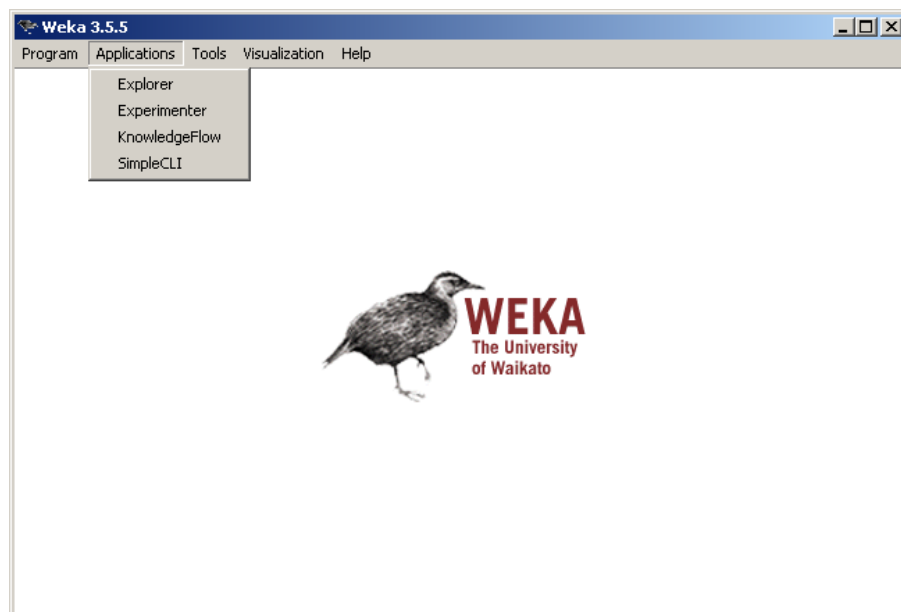 Weka 3.5.5
Program Applications Tools Visualization Help
Explorer
Experimenter
KnowledgeFlow
SimpleCLI
WEKA
The University
of Waikato